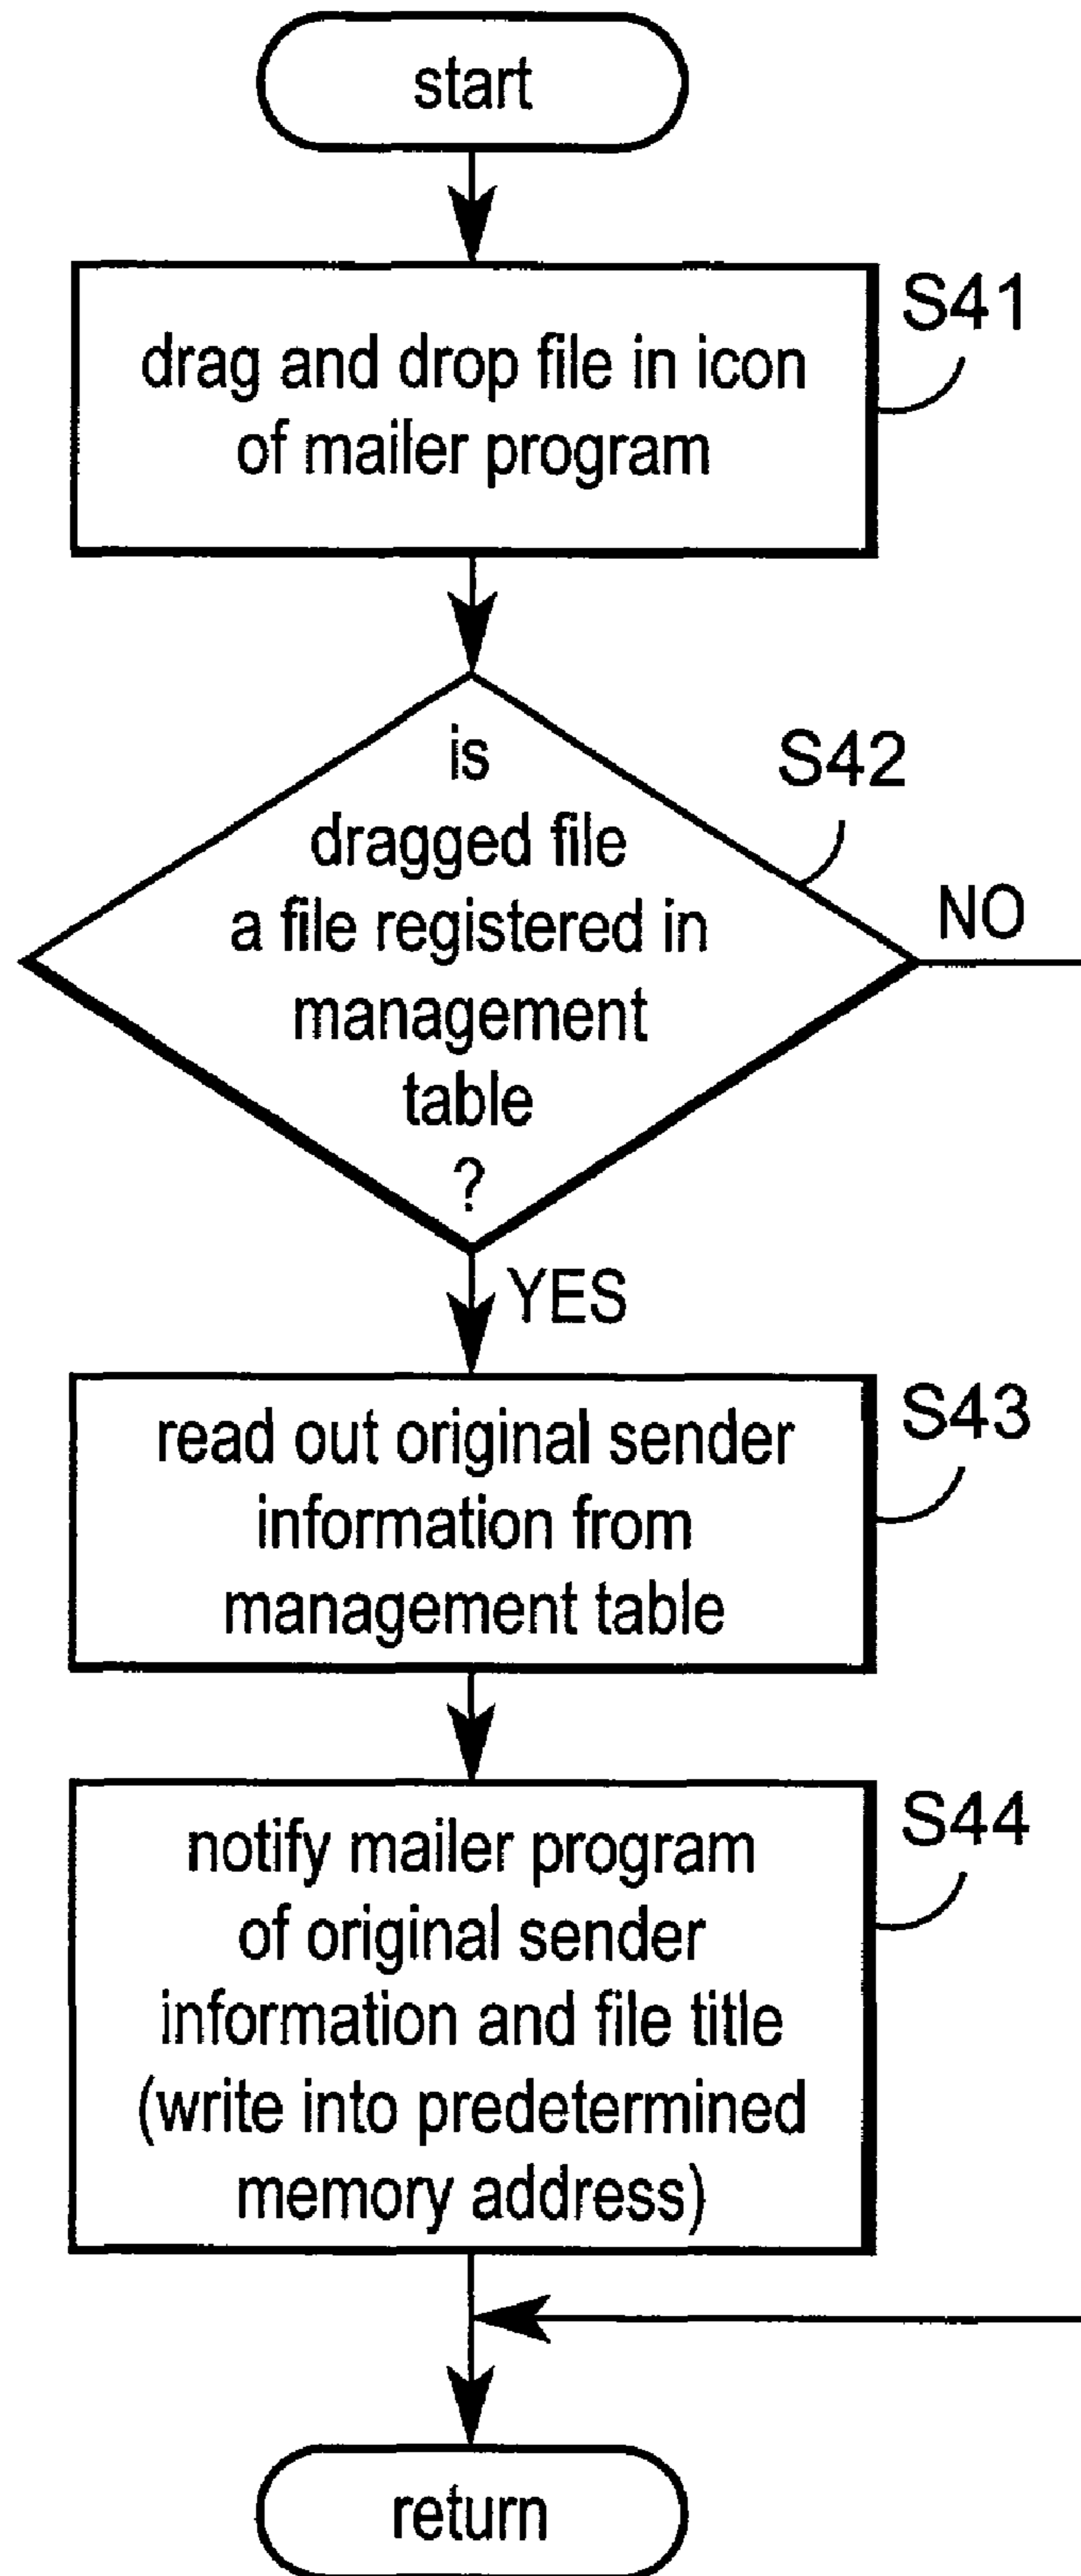 start
S41
drag and drop file in icon
of mailer program
S42
is
dragged file
a file registered in
management
table
?
NO
YES
S43
read out original sender
information from
management table
S44
notify mailer program
of original sender
information and file title
(write into predetermined
memory address)
return